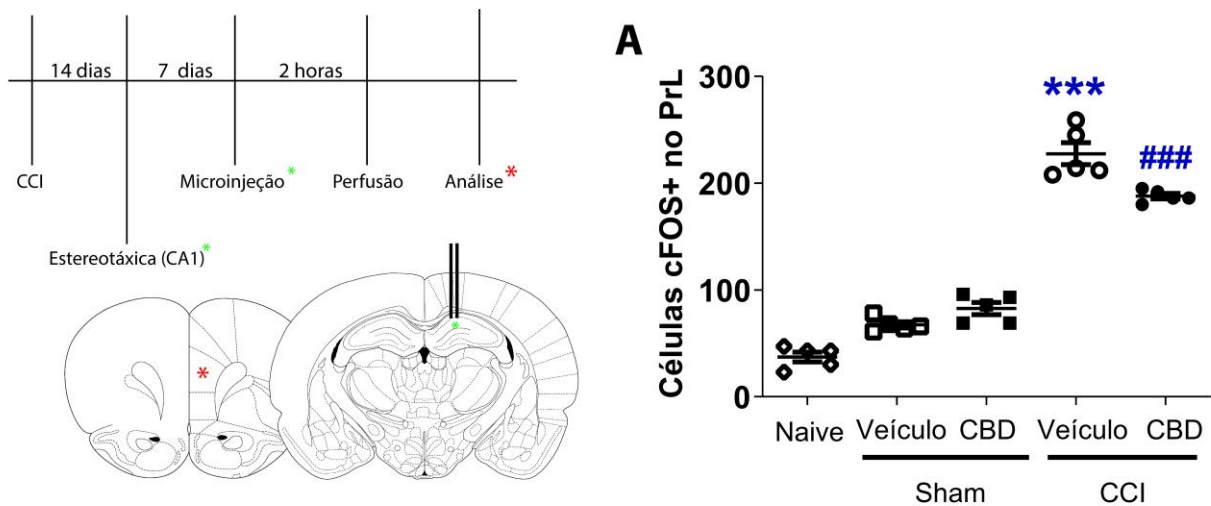 14 dias 7 dias 2 horas
CCI Microinjeção* Perfusão Análise*
Estereotáxica (CA1)*
*
*
A
Células cFOS+ no PrL
300
200
100
0
***
###
Naive Veículo CBD Veículo CBD
Sham CCI